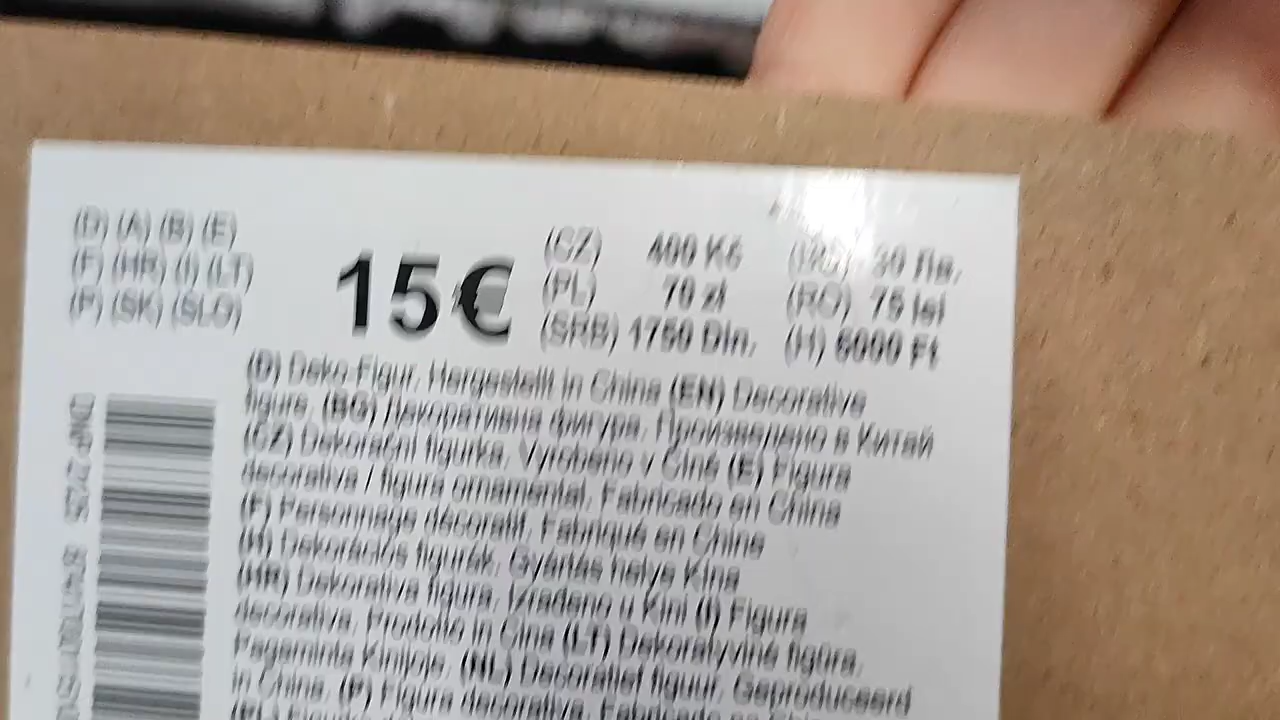 (D) (A) (B) (E)
(F) (HR) (I) (LT)
(P) (SK) (SLO)
15€
(CZ) 400 Kč
(PL) 70 zł
(SRB) 1750 Din.
30 Лв.
(RO) 75 lei
(H) 6000 Ft
(D) Deko-Figur, Hergestellt in China (EN) Decorative
figure, (BG) Декоративна фигура, Произведено в Китай
(CZ) Dekorační figurka, Vyrobeno v Číně (E) Figura
decorativa / figura ornamental, Fabricado en China
(F) Personnage décoratif, Fabriqué en Chine
(H) Dekorációs figurák, Gyártás helye Kína
(HR) Dekorativna figura, Izrađeno u Kini (I) Figura
decorativa, Prodotto in Cina (LT) Dekoratyvinė figūra,
Pagaminta Kinijoje, (NL) Decoratief figuur, Geproduceerd
in China, (P) Figura decorativa, Fabricado